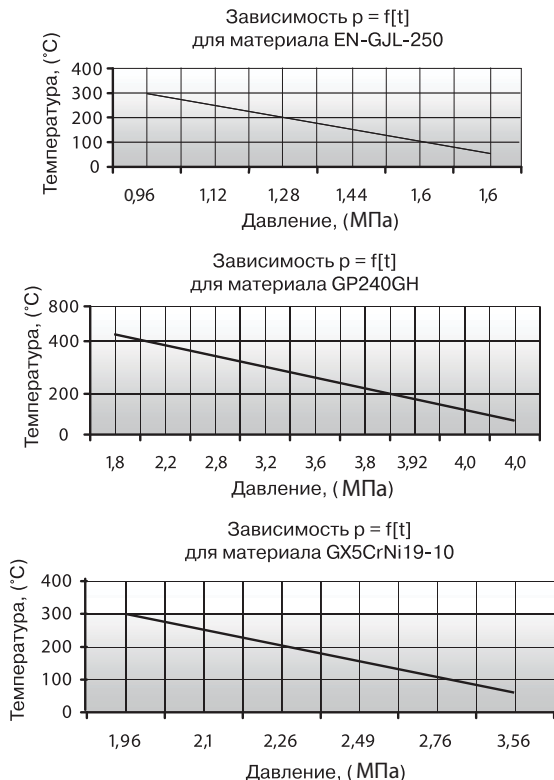 Зависимость p = f[t]
для материала EN-GJL-250
Температура, (°C)
400
300
200
100
0
0,96 1,12 1,28 1,44 1,6 1,6
Давление, (МПа)
Зависимость p = f[t]
для материала GP240GH
Температура, (°C)
800
400
200
0
1,8 2,2 2,8 3,2 3,6 3,8 3,92 4,0 4,0
Давление, (МПа)
Зависимость p = f[t]
для материала GX5CrNi19-10
Температура, (°C)
400
300
200
100
0
1,96 2,1 2,26 2,49 2,76 3,56
Давление, (МПа)